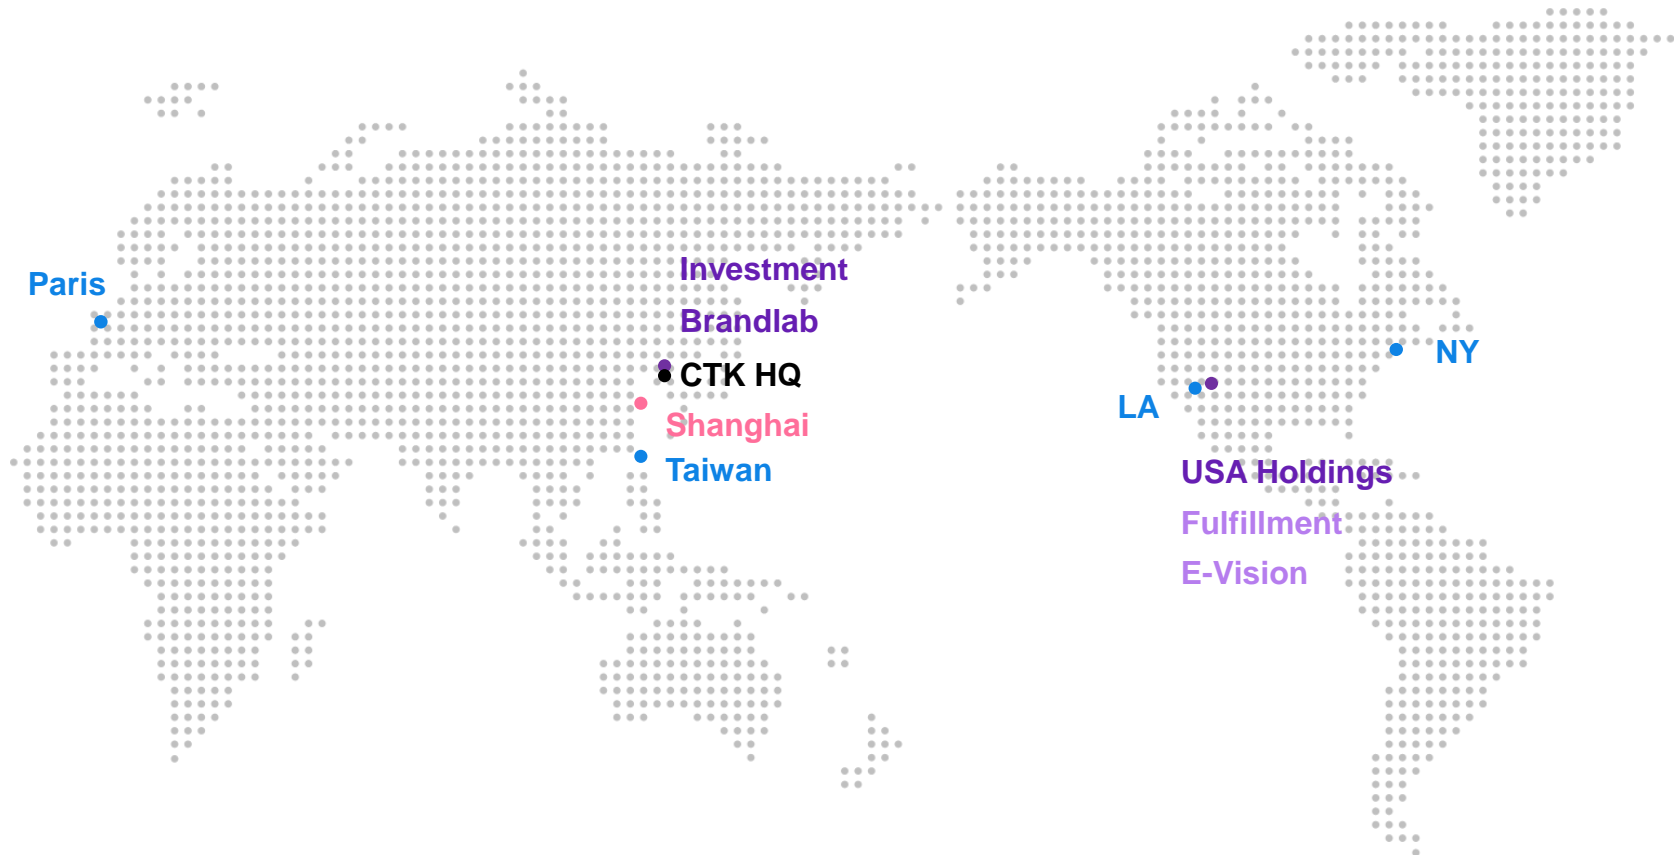 Paris
Investment
Brandlab
CTK HQ
Shanghai
Taiwan
NY
LA
USA Holdings
Fulfillment
E-Vision